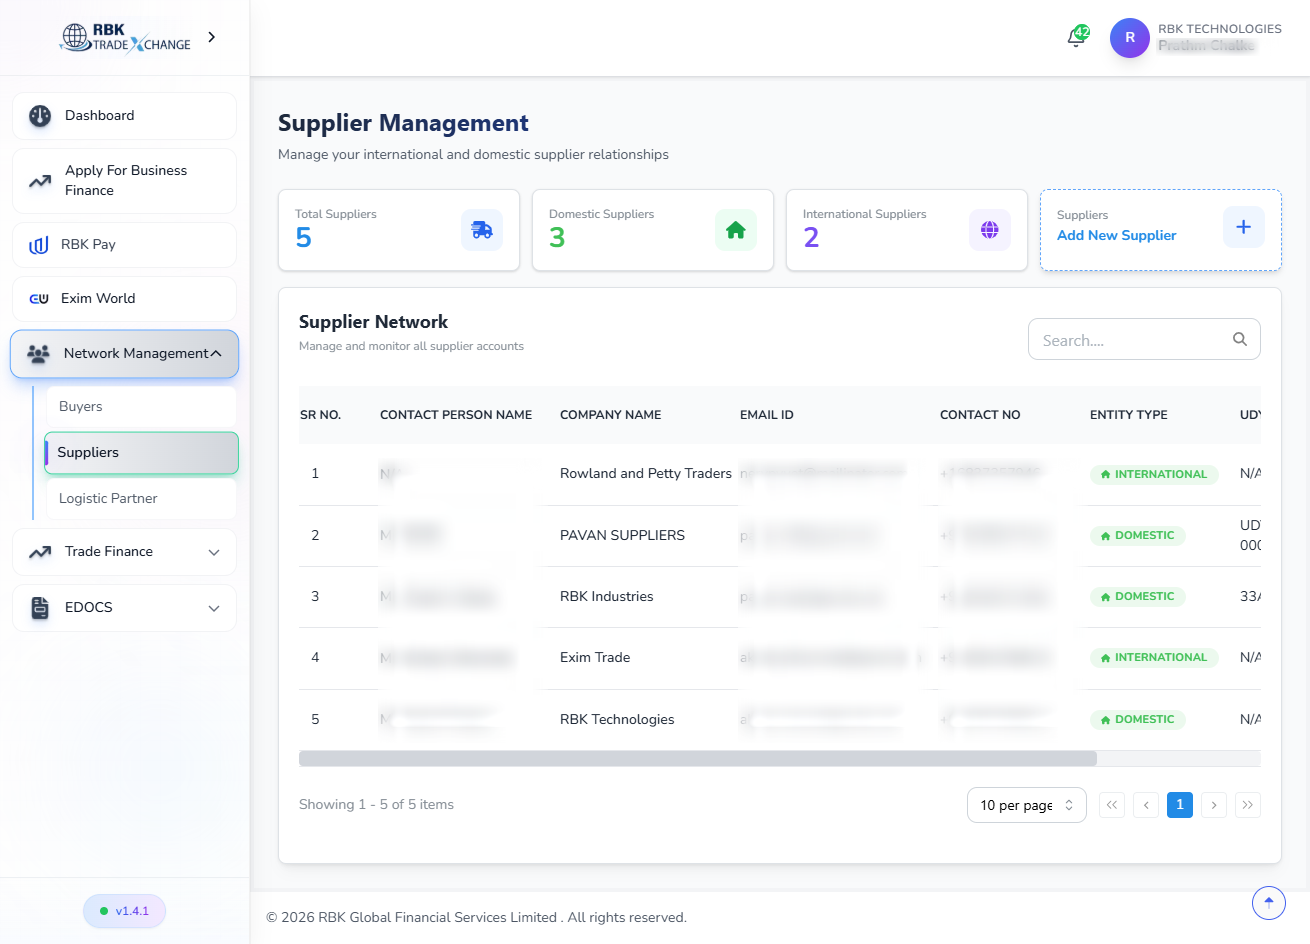 RBK
TRADEXCHANGE
42
R
RBK TECHNOLOGIES
Dashboard
Apply For Business
Finance
RBK Pay
Exim World
Network Management
Buyers
Suppliers
Logistic Partner
Trade Finance
EDOCS
v1.4.1
Supplier Management
Manage your international and domestic supplier relationships
Total Suppliers
5
Domestic Suppliers
3
International Suppliers
2
Suppliers
Add New Supplier
Supplier Network
Manage and monitor all supplier accounts
Search....
SR NO. CONTACT PERSON NAME COMPANY NAME EMAIL ID CONTACT NO ENTITY TYPE UDY
1 Rowland and Petty Traders INTERNATIONAL N/A
2 PAVAN SUPPLIERS DOMESTIC UDY
000
3 RBK Industries DOMESTIC 33A
4 Exim Trade INTERNATIONAL N/A
5 RBK Technologies DOMESTIC N/A
Showing 1 - 5 of 5 items
10 per page
1
© 2026 RBK Global Financial Services Limited . All rights reserved.